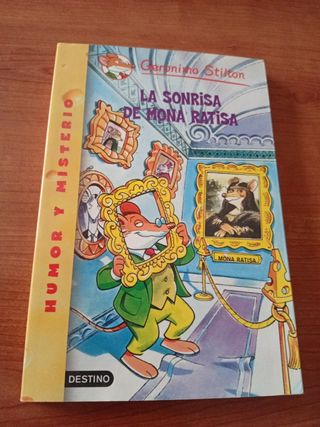 Geronimo Stilton
LA SONRISA
DE MONA RATISA
HUMOR Y MISTERIO
MONA RATISA
DESTINO